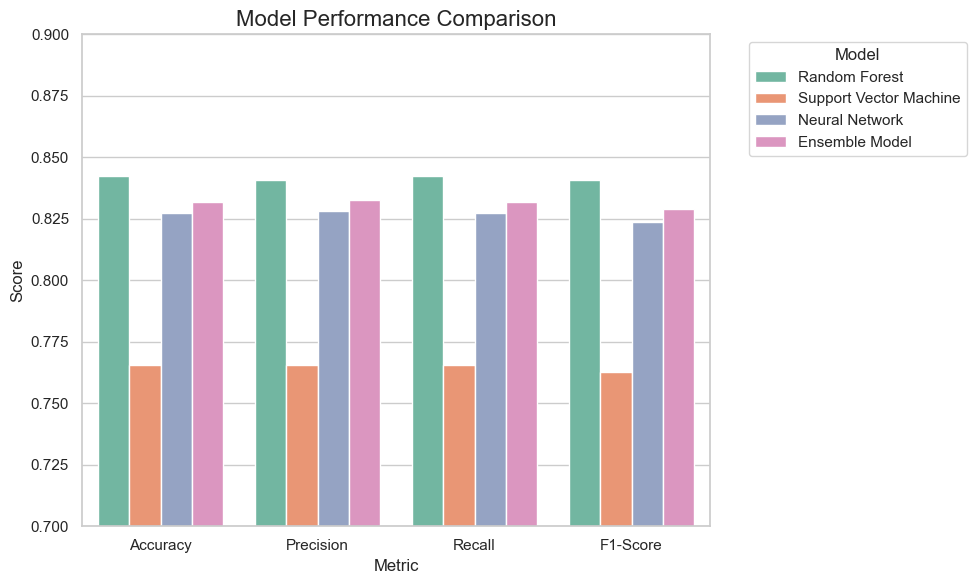 Model Performance Comparison
0.900
0.875
0.850
0.825
0.800
0.775
0.750
0.725
0.700
Score
Accuracy
Precision
Recall
F1-Score
Metric
Model
Random Forest
Support Vector Machine
Neural Network
Ensemble Model